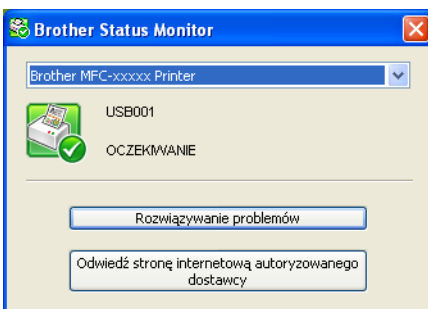 Brother Status Monitor
Brother MFC-xxxxx Printer
USB001
OCZEKIWANIE
Rozwiązywanie problemów
Odwiedź stronę internetową autoryzowanego
dostawcy